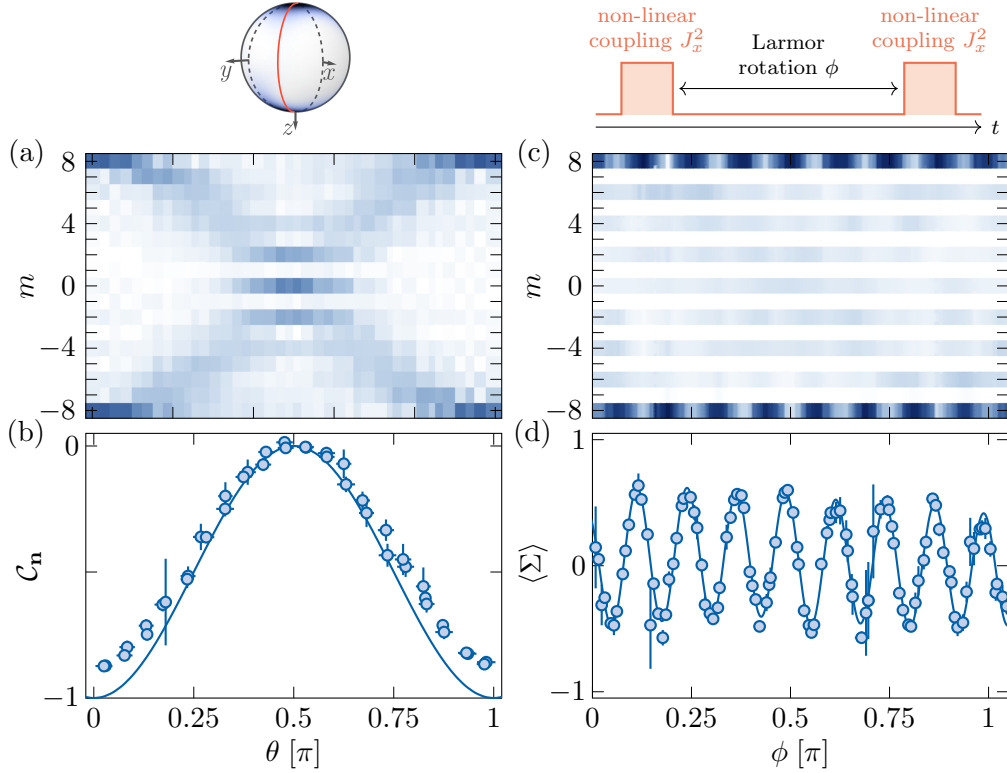 non-linear
coupling J_x^2
Larmor
rotation ϕ
non-linear
coupling J_x^2
y
x
z
t
(a)
8
4
0
−4
−8
m
(c)
8
4
0
−4
−8
m
(b)
0
−1
C_n
0
0.25
0.5
0.75
1
θ [π]
(d)
1
0
−1
⟨Σ⟩
0
0.25
0.5
0.75
1
ϕ [π]